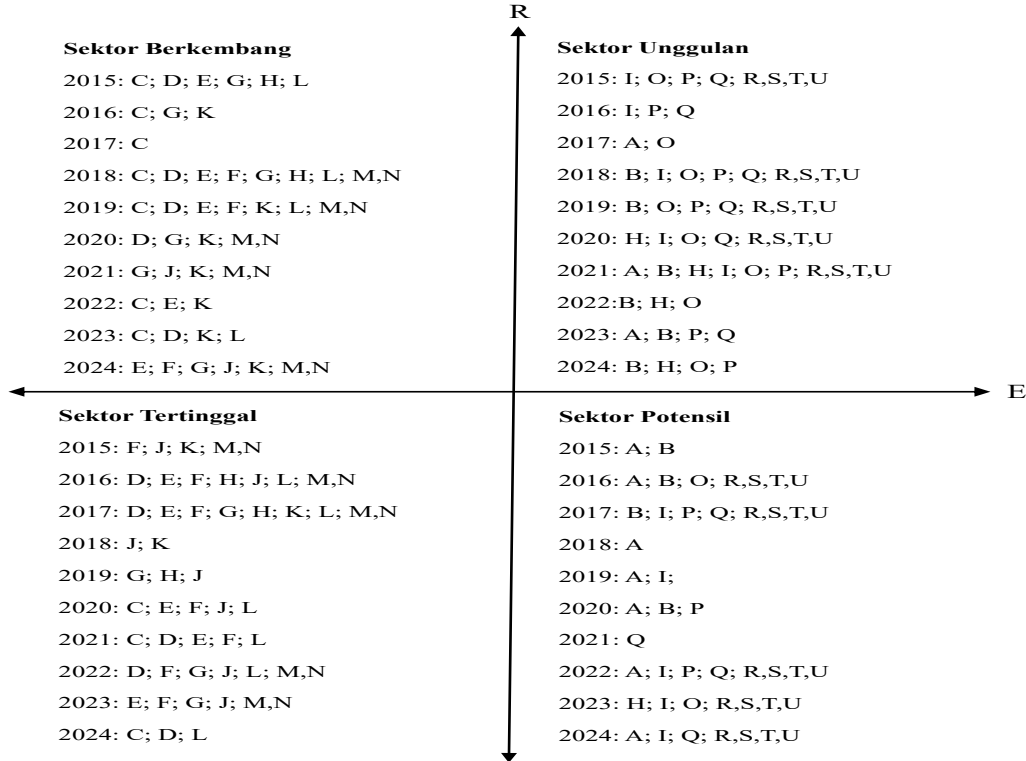 R
Sektor Berkembang
2015: C; D; E; G; H; L
2016: C; G; K
2017: C
2018: C; D; E; F; G; H; L; M,N
2019: C; D; E; F; K; L; M,N
2020: D; G; K; M,N
2021: G; J; K; M,N
2022: C; E; K
2023: C; D; K; L
2024: E; F; G; J; K; M,N
Sektor Unggulan
2015: I; O; P; Q; R,S,T,U
2016: I; P; Q
2017: A; O
2018: B; I; O; P; Q; R,S,T,U
2019: B; O; P; Q; R,S,T,U
2020: H; I; O; Q; R,S,T,U
2021: A; B; H; I; O; P; R,S,T,U
2022:B; H; O
2023: A; B; P; Q
2024: B; H; O; P
E
Sektor Tertinggal
2015: F; J; K; M,N
2016: D; E; F; H; J; L; M,N
2017: D; E; F; G; H; K; L; M,N
2018: J; K
2019: G; H; J
2020: C; E; F; J; L
2021: C; D; E; F; L
2022: D; F; G; J; L; M,N
2023: E; F; G; J; M,N
2024: C; D; L
Sektor Potensil
2015: A; B
2016: A; B; O; R,S,T,U
2017: B; I; P; Q; R,S,T,U
2018: A
2019: A; I;
2020: A; B; P
2021: Q
2022: A; I; P; Q; R,S,T,U
2023: H; I; O; R,S,T,U
2024: A; I; Q; R,S,T,U